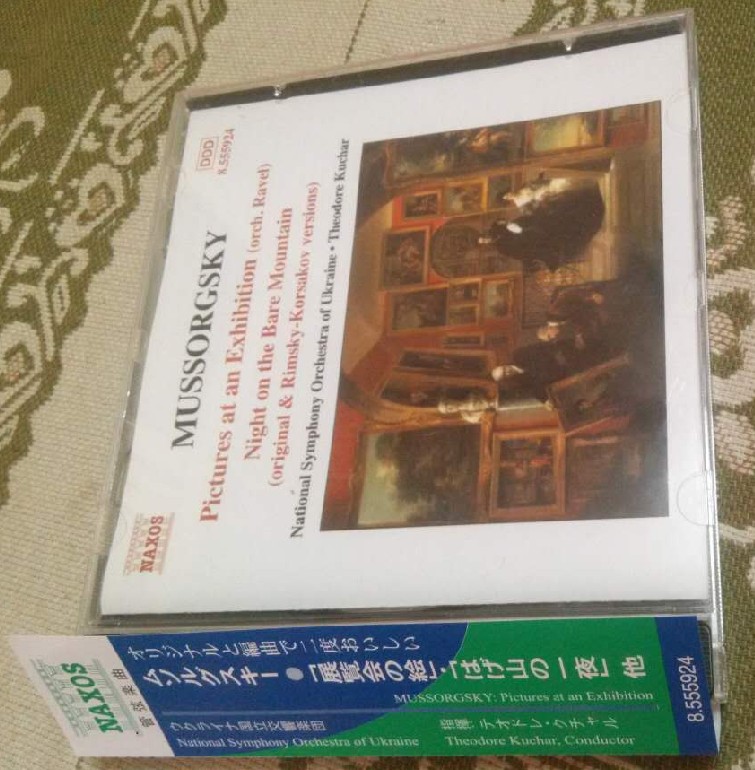 NAXOS
DDD
8.555924
MUSSORGSKY
Pictures at an Exhibition (orch. Ravel)
Night on the Bare Mountain
(original & Rimsky-Korsakov versions)
National Symphony Orchestra of Ukraine • Theodore Kuchar
NAXOS
管弦楽曲
オリジナルと編曲で二度おいしい
ムソルグスキー●「展覧会の絵」・「はげ山の一夜」他
MUSSORGSKY: Pictures at an Exhibition
ウクライナ国立交響楽団
指揮 テオドレ・クチャル
National Symphony Orchestra of Ukraine
Theodore Kuchar, Conductor
8.555924